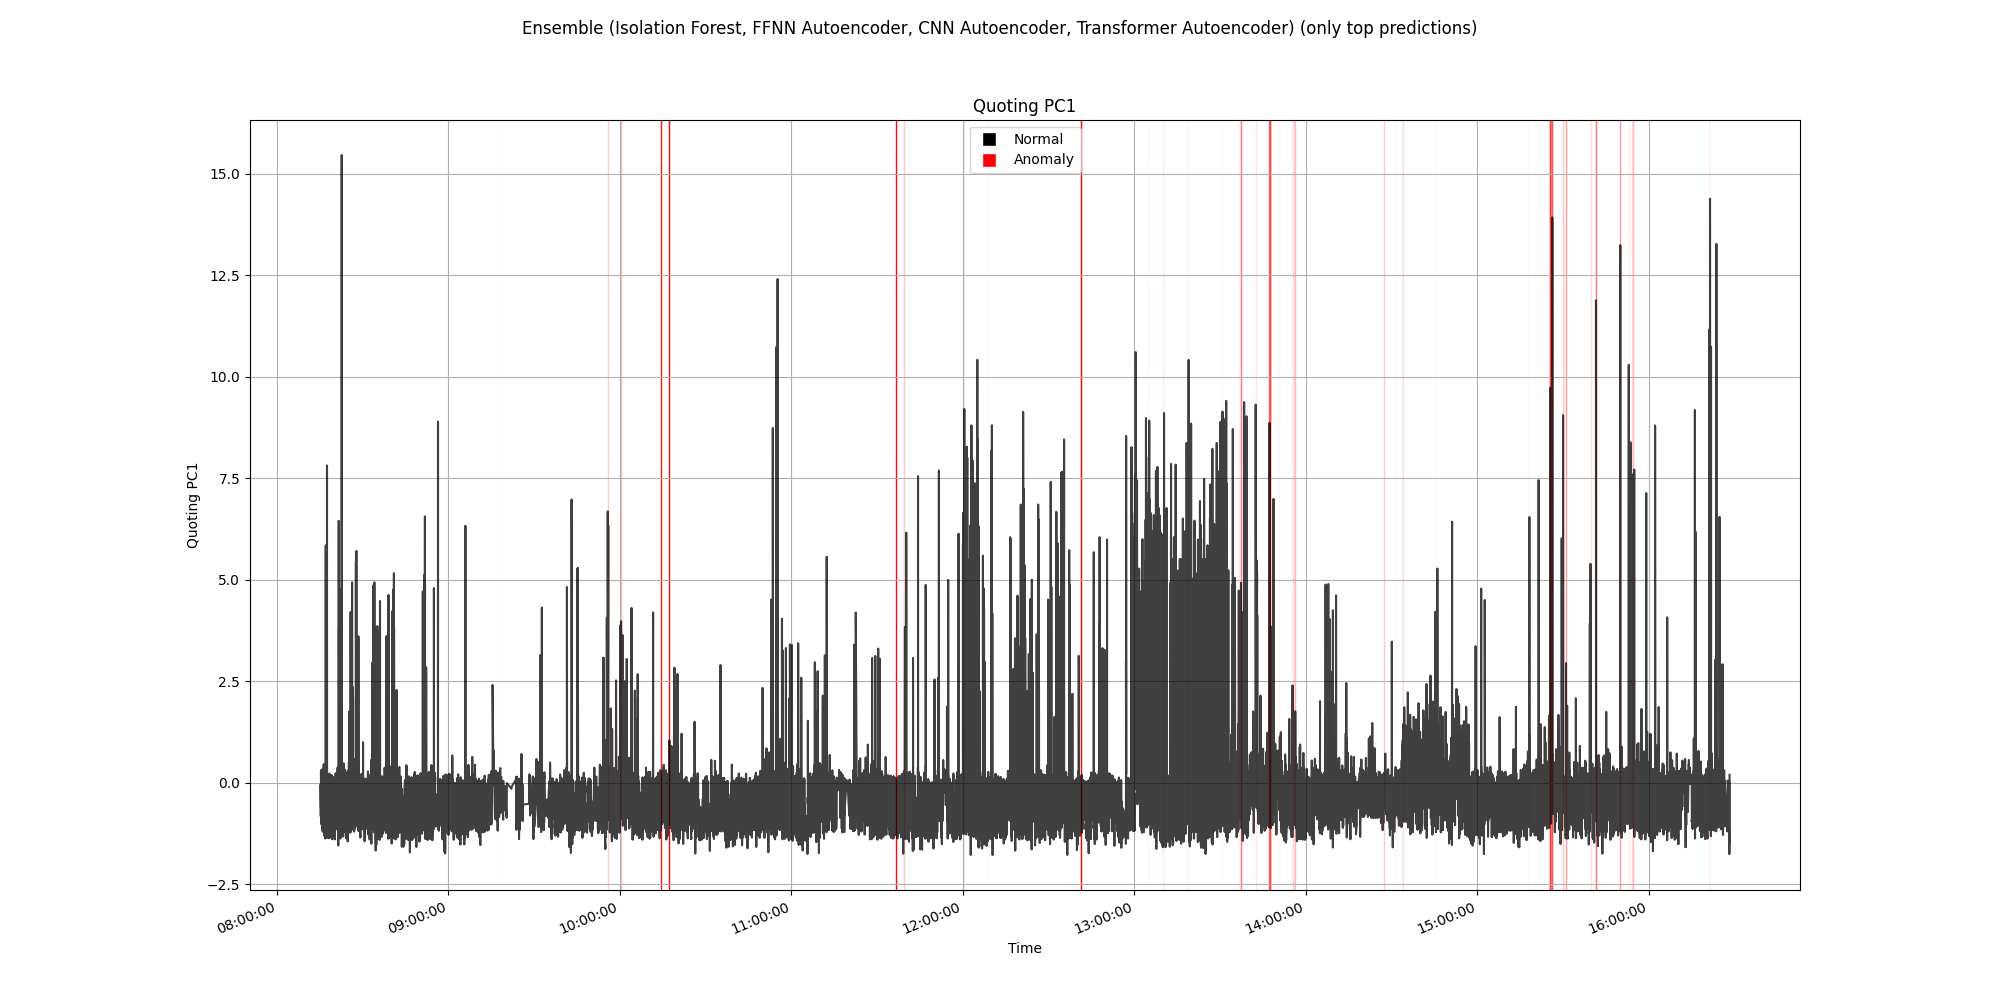 Ensemble (Isolation Forest, FFNN Autoencoder, CNN Autoencoder, Transformer Autoencoder) (only top predictions)
Quoting PC1
Normal
Anomaly
15.0
12.5
10.0
7.5
5.0
2.5
0.0
−2.5
Quoting PC1
08:00:00
09:00:00
10:00:00
11:00:00
12:00:00
13:00:00
14:00:00
15:00:00
16:00:00
Time